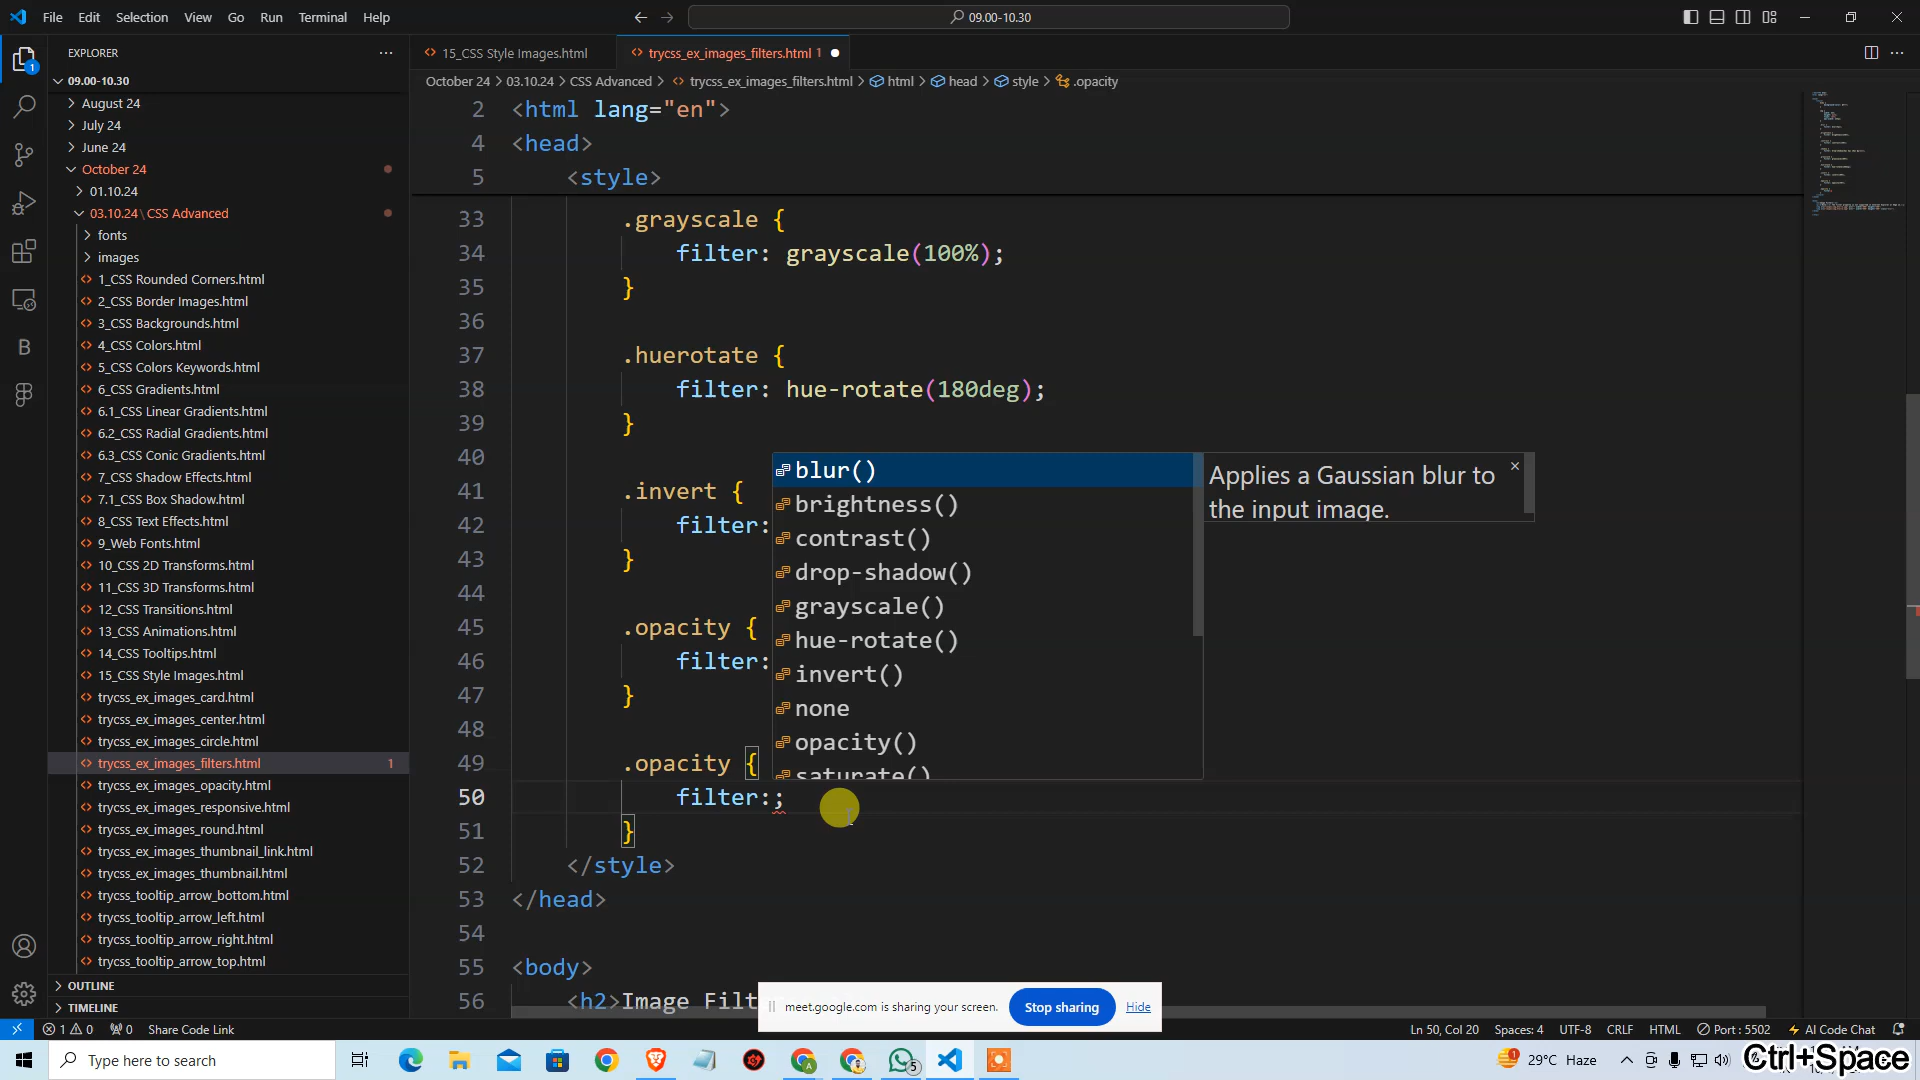 File Edit Selection View Go Run Terminal Help
09.00-10.30
EXPLORER
15_CSS Style Images.html
trycss_ex_images_filters.html 1
09.00-10.30
October 24 > 03.10.24 > CSS Advanced > trycss_ex_images_filters.html > html > head > style > .opacity
August 24
July 24
June 24
October 24
01.10.24
03.10.24 \ CSS Advanced
fonts
images
1_CSS Rounded Corners.html
2_CSS Border Images.html
3_CSS Backgrounds.html
4_CSS Colors.html
5_CSS Colors Keywords.html
6_CSS Gradients.html
6.1_CSS Linear Gradients.html
6.2_CSS Radial Gradients.html
6.3_CSS Conic Gradients.html
7_CSS Shadow Effects.html
7.1_CSS Box Shadow.html
8_CSS Text Effects.html
9_Web Fonts.html
10_CSS 2D Transforms.html
11_CSS 3D Transforms.html
12_CSS Transitions.html
13_CSS Animations.html
14_CSS Tooltips.html
15_CSS Style Images.html
trycss_ex_images_card.html
trycss_ex_images_center.html
trycss_ex_images_circle.html
trycss_ex_images_filters.html 1
trycss_ex_images_opacity.html
trycss_ex_images_responsive.html
trycss_ex_images_round.html
trycss_ex_images_thumbnail_link.html
trycss_ex_images_thumbnail.html
trycss_tooltip_arrow_bottom.html
trycss_tooltip_arrow_left.html
trycss_tooltip_arrow_right.html
trycss_tooltip_arrow_top.html
OUTLINE
TIMELINE
2 <html lang="en">
4 <head>
5 <style>
33 .grayscale {
34 filter: grayscale(100%);
35 }
36
37 .huerotate {
38 filter: hue-rotate(180deg);
39 }
40
41 .invert {
42 filter:
43 }
44
45 .opacity {
46 filter:
47 }
48
49 .opacity {
50 filter:;
51 }
52 </style>
53 </head>
54
55 <body>
56 <h2>Image Filt
blur()
brightness()
contrast()
drop-shadow()
grayscale()
hue-rotate()
invert()
none
opacity()
saturate()
Applies a Gaussian blur to
the input image.
meet.google.com is sharing your screen. Stop sharing Hide
1 0 0 Share Code Link
Ln 50, Col 20 Spaces: 4 UTF-8 CRLF HTML Port : 5502 AI Code Chat
Type here to search
5
1 29°C Haze
Ctrl+Space